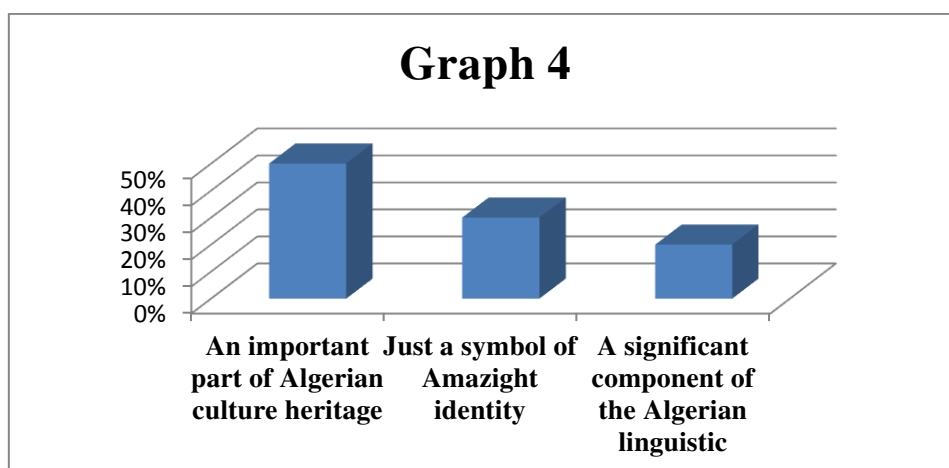 Graph 4
50%
40%
30%
20%
10%
0%
An important
part of Algerian
culture heritage
Just a symbol of
Amazight
identity
A significant
component of
the Algerian
linguistic